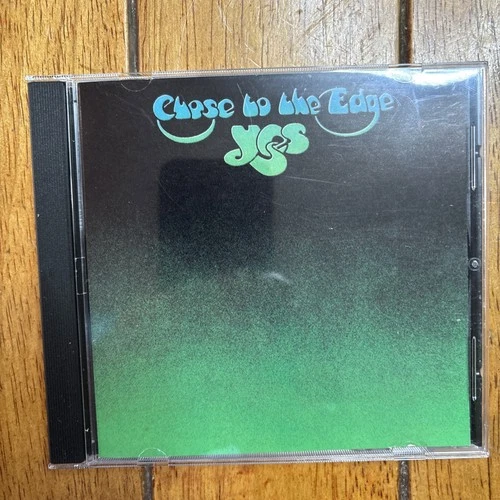 Close to the Edge
YES